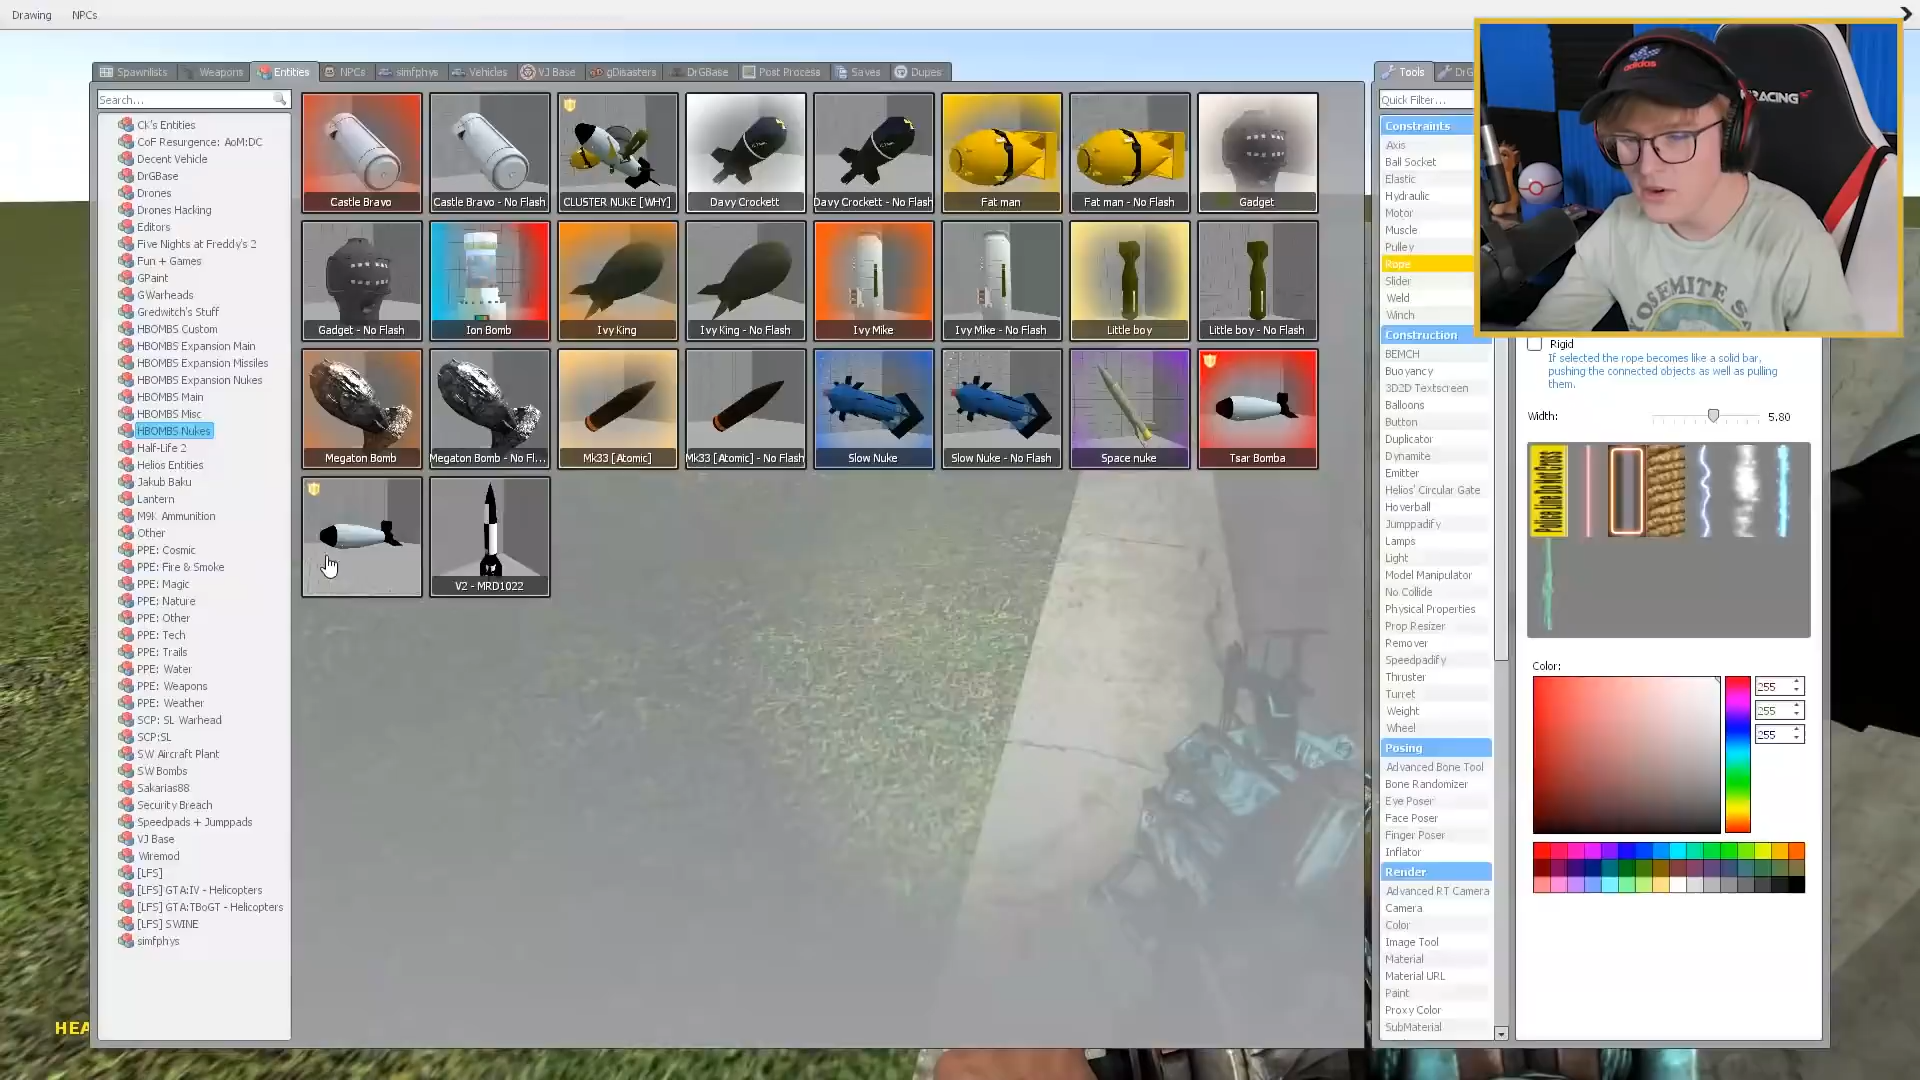 Drawing NPCs
Spawnlists Weapons Entities NPCs simfphys Vehicles VJ Base gDisasters DrGBase Post Process Saves Dupes
Search...
Ck's Entities
CoF Resurgence: AoM:DC
Decent Vehicle
DrGBase
Drones
Drones Hacking
Editors
Five Nights at Freddy's 2
Fun + Games
GPaint
GWarheads
Gredwitch's Stuff
HBOMBS Custom
HBOMBS Expansion Main
HBOMBS Expansion Missiles
HBOMBS Expansion Nukes
HBOMBS Main
HBOMBS Misc
HBOMBS Nukes
Half-Life 2
Helios Entities
Jakub Baku
Lantern
M9K Ammunition
Other
PPE: Cosmic
PPE: Fire & Smoke
PPE: Magic
PPE: Nature
PPE: Other
PPE: Tech
PPE: Trails
PPE: Water
PPE: Weapons
PPE: Weather
SCP: SL Warhead
SCP:SL
SW Aircraft Plant
SW Bombs
Sakarias88
Security Breach
Speedpads + Jumppads
VJ Base
Wiremod
[LFS]
[LFS] GTA:IV - Helicopters
[LFS] GTA:TBoGT - Helicopters
[LFS] SWINE
simfphys
Castle Bravo
Castle Bravo - No Flash
CLUSTER NUKE [WHY]
Davy Crockett
Davy Crockett - No Flash
Fat man
Fat man - No Flash
Gadget
Gadget - No Flash
Ion Bomb
Ivy King
Ivy King - No Flash
Ivy Mike
Ivy Mike - No Flash
Little boy
Little boy - No Flash
Megaton Bomb
Megaton Bomb - No Fl...
Mk33 [Atomic]
Mk33 [Atomic] - No Flash
Slow Nuke
Slow Nuke - No Flash
Space nuke
Tsar Bomba
V2 - MRD1022
HEA
Tools DrG
Quick Filter...
Constraints
Axis
Ball Socket
Elastic
Hydraulic
Motor
Muscle
Pulley
Rope
Slider
Weld
Winch
Construction
BEMCH
Buoyancy
3D2D Textscreen
Balloons
Button
Duplicator
Dynamite
Emitter
Helios' Circular Gate
Hoverball
Jumppadify
Lamps
Light
Model Manipulator
No Collide
Physical Properties
Prop Resizer
Remover
Speedpadify
Thruster
Turret
Weight
Wheel
Posing
Advanced Bone Tool
Bone Randomizer
Eye Poser
Face Poser
Finger Poser
Inflator
Render
Advanced RT Camera
Camera
Color
Image Tool
Material
Material URL
Paint
Proxy Color
SubMaterial
adidas
RACING
YOSEMITE
Rigid
If selected the rope becomes like a solid bar,
pushing the connected objects as well as pulling
them.
Width: 5.80
Police Line Do Not Cross
Color:
255
255
255